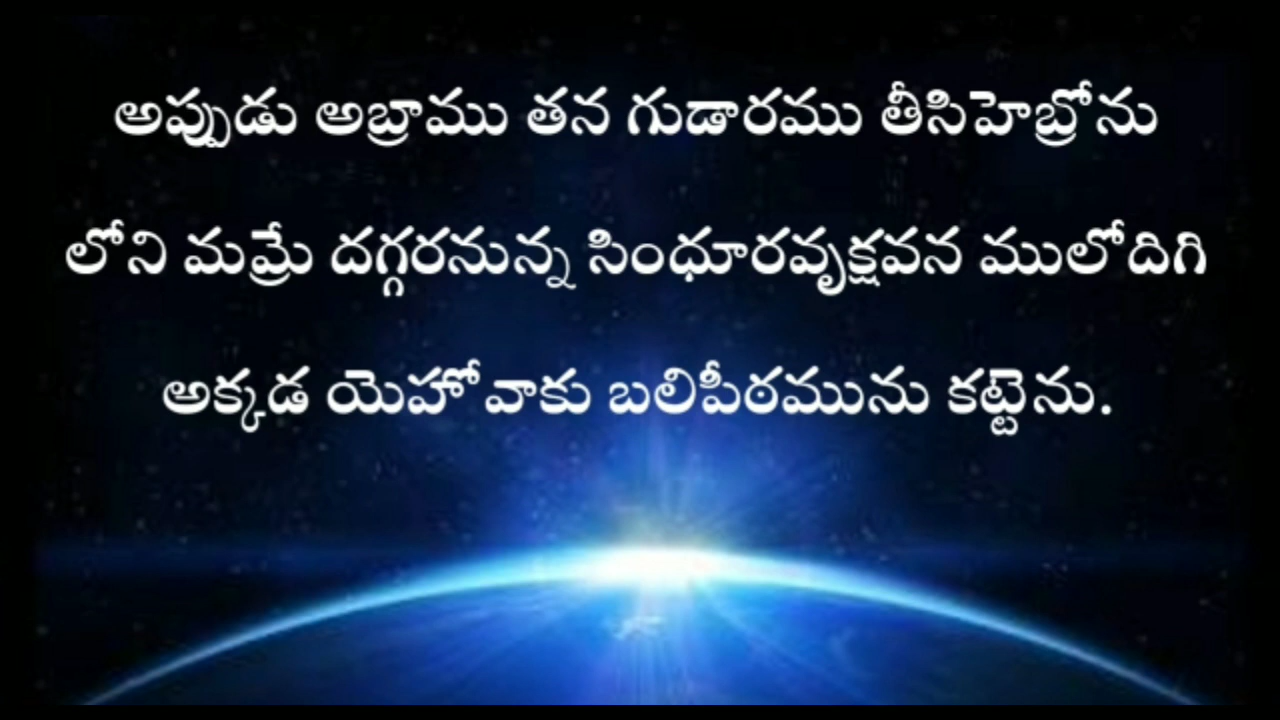 అప్పుడు అబ్రాము తన గుడారము తీసిహెబ్రోను
లోని మమ్రే దగ్గరనున్న సింధూరవృక్షవన ములోదిగి
అక్కడ యెహోవాకు బలిపీఠమును కట్టెను.